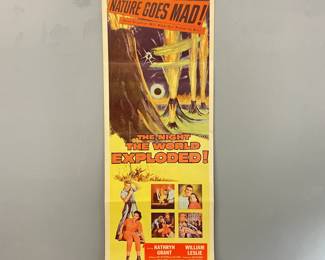 NATURE GOES MAD!
THE NIGHT
THE WORLD
EXPLODED!
KATHRYN
GRANT
WILLIAM
LESLIE